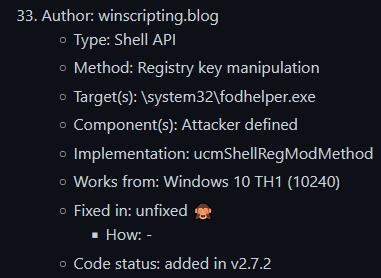 33. Author: winscripting.blog
Type: Shell API
Method: Registry key manipulation
Target(s): \system32\fodhelper.exe
Component(s): Attacker defined
Implementation: ucmShellRegModMethod
Works from: Windows 10 TH1 (10240)
Fixed in: unfixed 🙈
How: -
Code status: added in v2.7.2